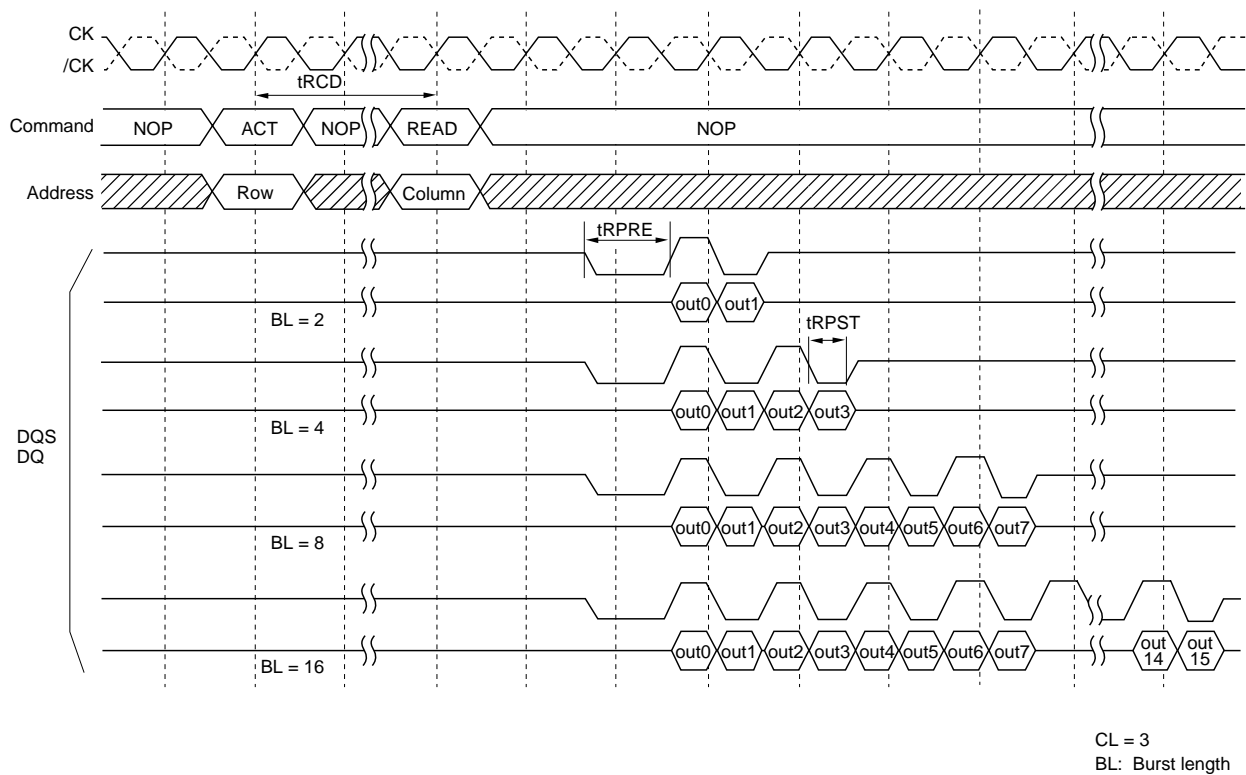 CK
/CK
tRCD
Command NOP ACT NOP READ NOP
Address Row Column
tRPRE
out0 out1
BL = 2
tRPST
out0 out1 out2 out3
BL = 4
DQS
DQ
out0 out1 out2 out3 out4 out5 out6 out7
BL = 8
out0 out1 out2 out3 out4 out5 out6 out7 out 14 out 15
BL = 16
CL = 3
BL: Burst length